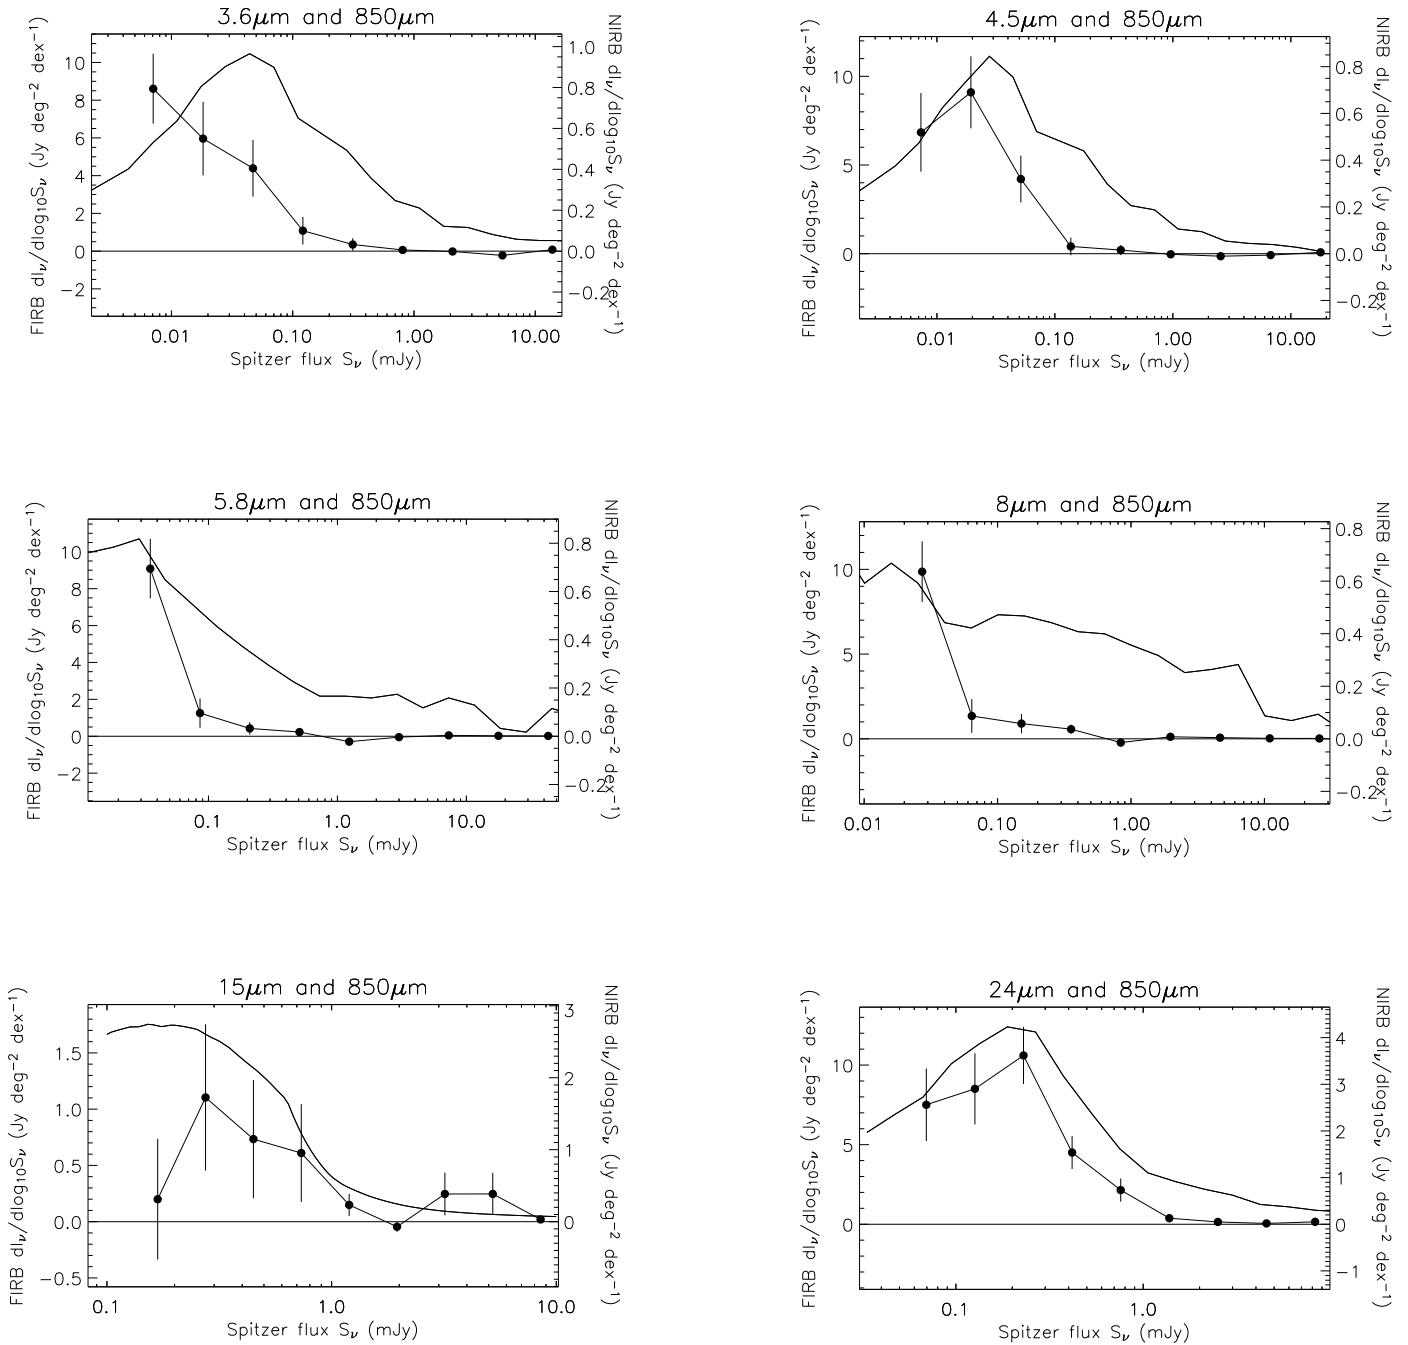 3.6μm and 850μm
FIRB dIν/dlog10Sν (Jy deg−2 dex−1)
10
8
6
4
2
0
−2
NIRB dIν/dlog10Sν (Jy deg−2 dex−1)
1.0
0.8
0.6
0.4
0.2
0.0
−0.2
0.01 0.10 1.00 10.00
Spitzer flux Sν (mJy)
4.5μm and 850μm
FIRB dIν/dlog10Sν (Jy deg−2 dex−1)
10
5
0
NIRB dIν/dlog10Sν (Jy deg−2 dex−1)
0.8
0.6
0.4
0.2
0.0
−0.2
0.01 0.10 1.00 10.00
Spitzer flux Sν (mJy)
5.8μm and 850μm
FIRB dIν/dlog10Sν (Jy deg−2 dex−1)
10
8
6
4
2
0
−2
NIRB dIν/dlog10Sν (Jy deg−2 dex−1)
0.8
0.6
0.4
0.2
0.0
−0.2
0.1 1.0 10.0
Spitzer flux Sν (mJy)
8μm and 850μm
FIRB dIν/dlog10Sν (Jy deg−2 dex−1)
10
5
0
NIRB dIν/dlog10Sν (Jy deg−2 dex−1)
0.8
0.6
0.4
0.2
0.0
−0.2
0.01 0.10 1.00 10.00
Spitzer flux Sν (mJy)
15μm and 850μm
FIRB dIν/dlog10Sν (Jy deg−2 dex−1)
1.5
1.0
0.5
0.0
−0.5
NIRB dIν/dlog10Sν (Jy deg−2 dex−1)
3
2
1
0
0.1 1.0 10.0
Spitzer flux Sν (mJy)
24μm and 850μm
FIRB dIν/dlog10Sν (Jy deg−2 dex−1)
10
5
0
NIRB dIν/dlog10Sν (Jy deg−2 dex−1)
4
3
2
1
0
−1
0.1 1.0
Spitzer flux Sν (mJy)